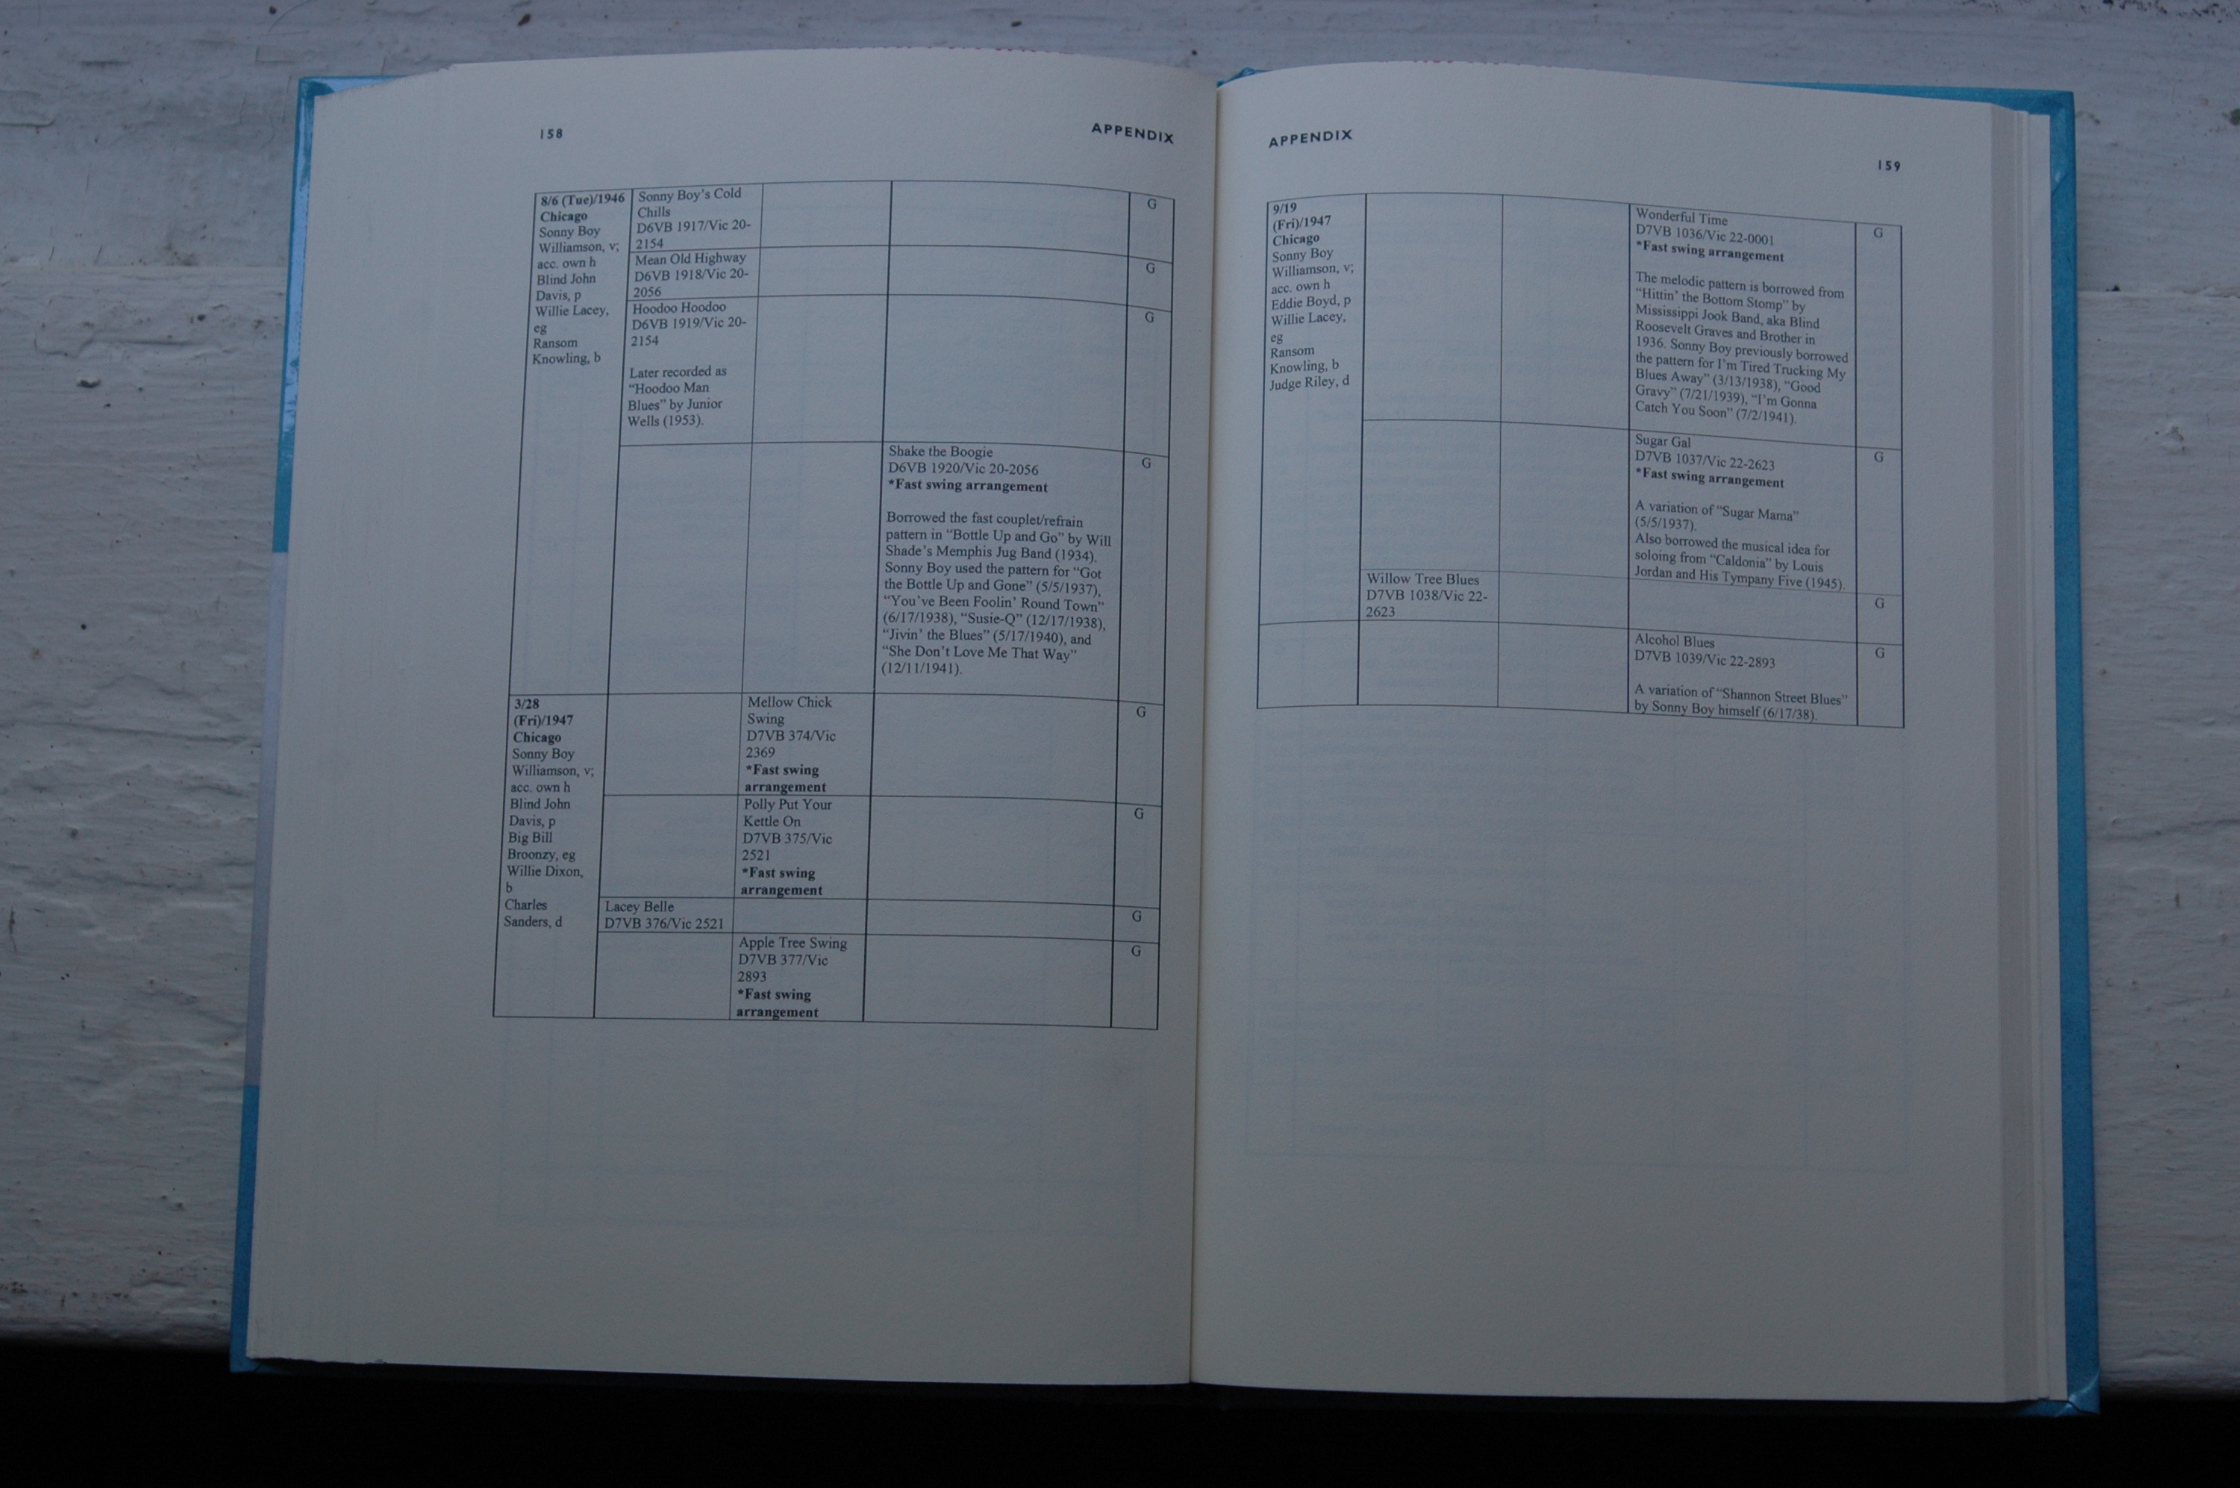 158
APPENDIX
8/6 (Tue)/1946
Chicago
Sonny Boy
Williamson, v;
acc. own h
Blind John
Davis, p
Willie Lacey,
eg
Ransom
Knowling, b
Sonny Boy's Cold
Chills
D6VB 1917/Vic 20-
2154
G
Mean Old Highway
D6VB 1918/Vic 20-
2056
G
Hoodoo Hoodoo
D6VB 1919/Vic 20-
2154
Later recorded as
"Hoodoo Man
Blues" by Junior
Wells (1953).
G
Shake the Boogie
D6VB 1920/Vic 20-2056
*Fast swing arrangement
Borrowed the fast couplet/refrain
pattern in "Bottle Up and Go" by Will
Shade's Memphis Jug Band (1934).
Sonny Boy used the pattern for "Got
the Bottle Up and Gone" (5/5/1937),
"You've Been Foolin' Round Town"
(6/17/1938), "Susie-Q" (12/17/1938),
"Jivin' the Blues" (5/17/1940), and
"She Don't Love Me That Way"
(12/11/1941).
G
3/28
(Fri)/1947
Chicago
Sonny Boy
Williamson, v;
acc. own h
Blind John
Davis, p
Big Bill
Broonzy, eg
Willie Dixon,
b
Charles
Sanders, d
Mellow Chick
Swing
D7VB 374/Vic
2369
*Fast swing
arrangement
G
Polly Put Your
Kettle On
D7VB 375/Vic
2521
*Fast swing
arrangement
G
Lacey Belle
D7VB 376/Vic 2521
G
Apple Tree Swing
D7VB 377/Vic
2893
*Fast swing
arrangement
G
APPENDIX
159
9/19
(Fri)/1947
Chicago
Sonny Boy
Williamson, v;
acc. own h
Eddie Boyd, p
Willie Lacey,
eg
Ransom
Knowling, b
Judge Riley, d
Wonderful Time
D7VB 1036/Vic 22-0001
*Fast swing arrangement
The melodic pattern is borrowed from
"Hittin' the Bottom Stomp" by
Mississippi Jook Band, aka Blind
Roosevelt Graves and Brother in
1936. Sonny Boy previously borrowed
the pattern for I'm Tired Trucking My
Blues Away" (3/13/1938), "Good
Gravy" (7/21/1939), "I'm Gonna
Catch You Soon" (7/2/1941).
G
Sugar Gal
D7VB 1037/Vic 22-2623
*Fast swing arrangement
A variation of "Sugar Mama"
(5/5/1937).
Also borrowed the musical idea for
soloing from "Caldonia" by Louis
Jordan and His Tympany Five (1945).
G
Willow Tree Blues
D7VB 1038/Vic 22-
2623
G
Alcohol Blues
D7VB 1039/Vic 22-2893
A variation of "Shannon Street Blues"
by Sonny Boy himself (6/17/38).
G